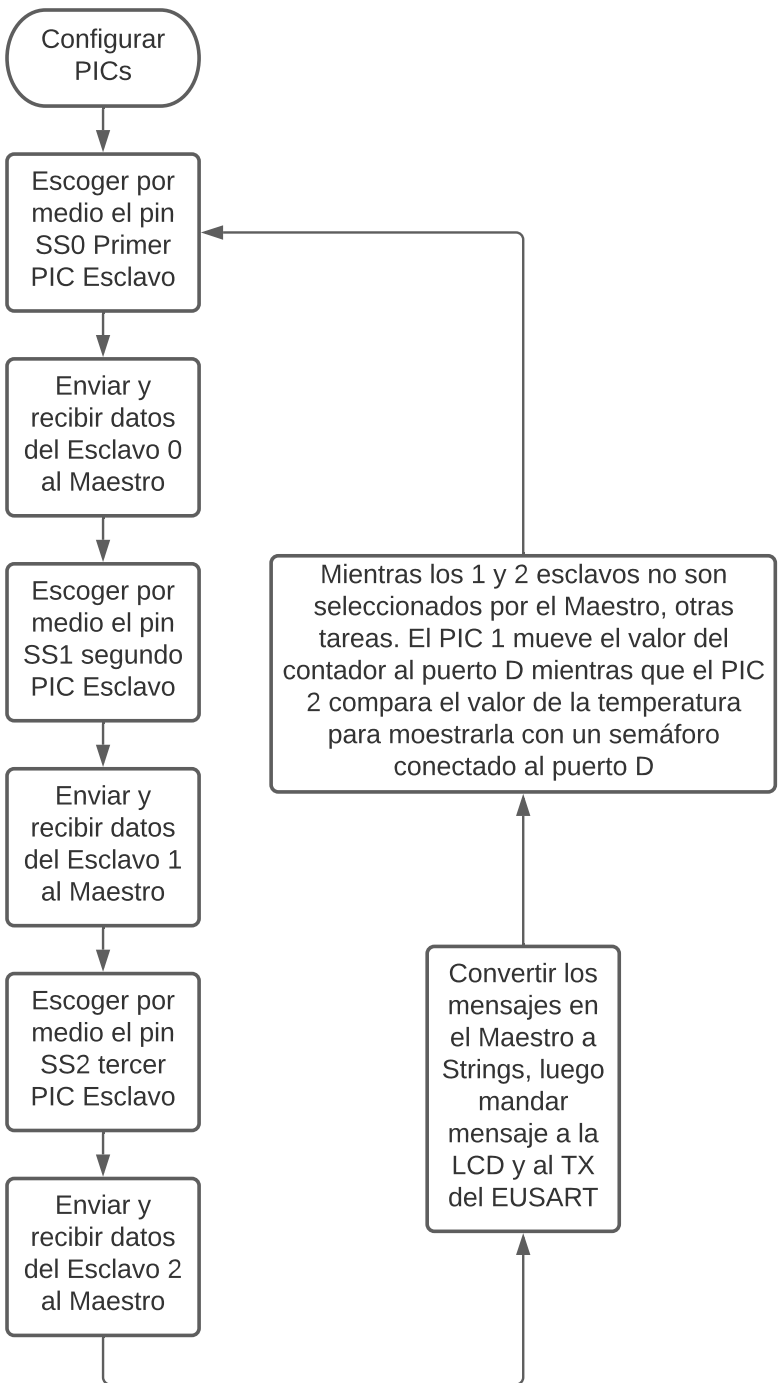 Configurar
PICs
Escoger por
medio el pin
SS0 Primer
PIC Esclavo
Enviar y
recibir datos
del Esclavo 0
al Maestro
Escoger por
medio el pin
SS1 segundo
PIC Esclavo
Enviar y
recibir datos
del Esclavo 1
al Maestro
Escoger por
medio el pin
SS2 tercer
PIC Esclavo
Enviar y
recibir datos
del Esclavo 2
al Maestro
Convertir los
mensajes en
el Maestro a
Strings, luego
mandar
mensaje a la
LCD y al TX
del EUSART
Mientras los 1 y 2 esclavos no son
seleccionados por el Maestro, otras
tareas. El PIC 1 mueve el valor del
contador al puerto D mientras que el PIC
2 compara el valor de la temperatura
para moestrarla con un semáforo
conectado al puerto D